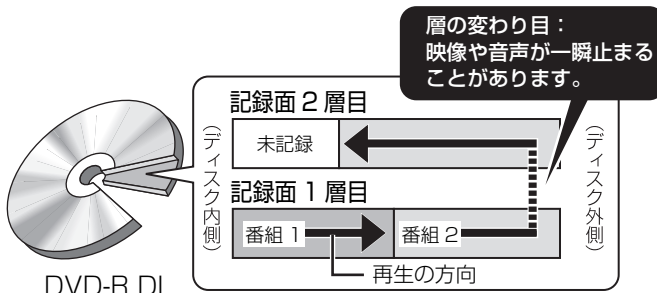 層の変わり目：
映像や音声が一瞬止まる
ことがあります。
記録面 2 層目
（ディスク内側）
未記録
（ディスク外側）
記録面 1 層目
番組 1
番組 2
再生の方向
DVD-R DL